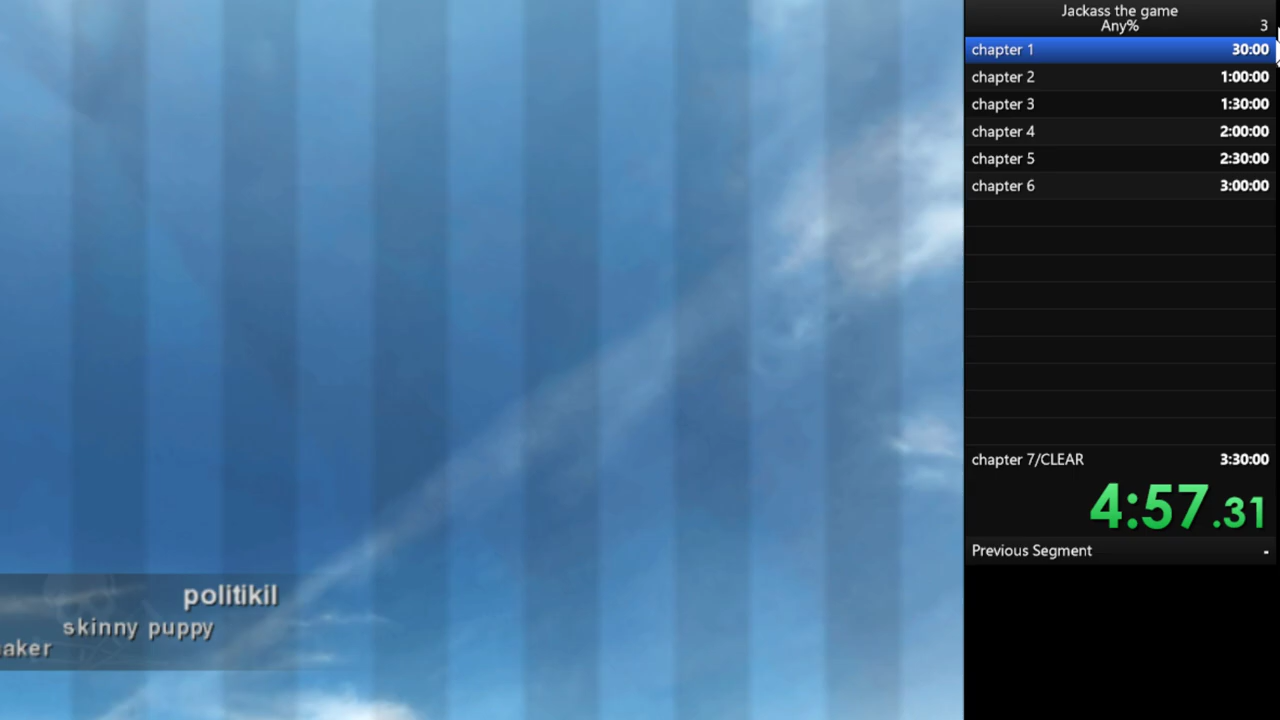 Jackass the game
Any% 3
chapter 1 30:00
chapter 2 1:00:00
chapter 3 1:30:00
chapter 4 2:00:00
chapter 5 2:30:00
chapter 6 3:00:00
chapter 7/CLEAR 3:30:00
4:57.31
Previous Segment -
politikil
skinny puppy
aker